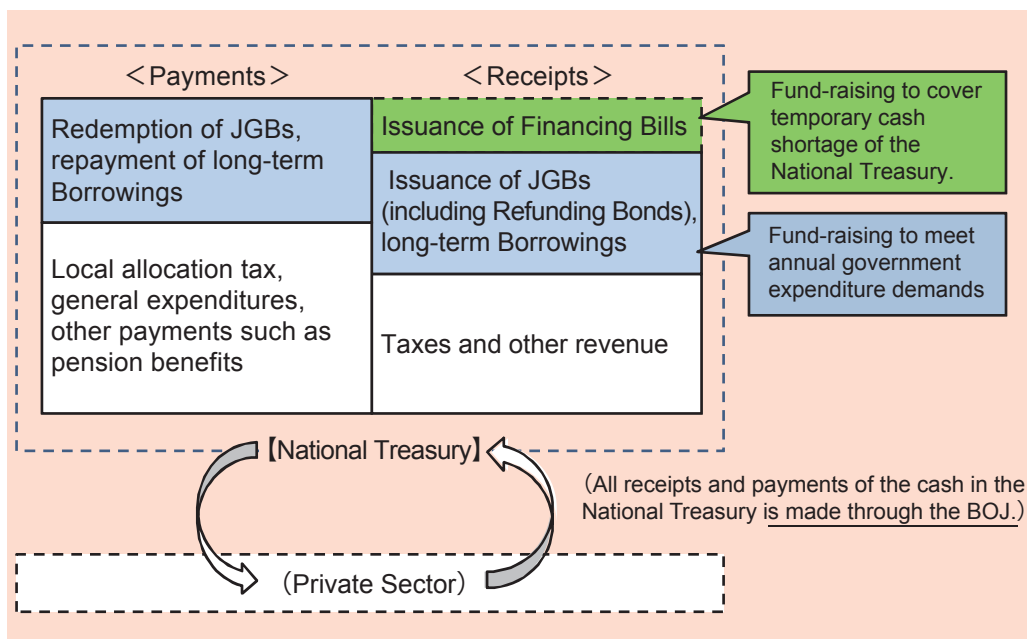 ＜Payments＞
＜Receipts＞
Redemption of JGBs,
repayment of long-term
Borrowings
Local allocation tax,
general expenditures,
other payments such as
pension benefits
Issuance of Financing Bills
Issuance of JGBs
(including Refunding Bonds),
long-term Borrowings
Taxes and other revenue
Fund-raising to cover
temporary cash
shortage of the
National Treasury.
Fund-raising to meet
annual government
expenditure demands
【National Treasury】
（All receipts and payments of the cash in the
National Treasury is made through the BOJ.）
（Private Sector）